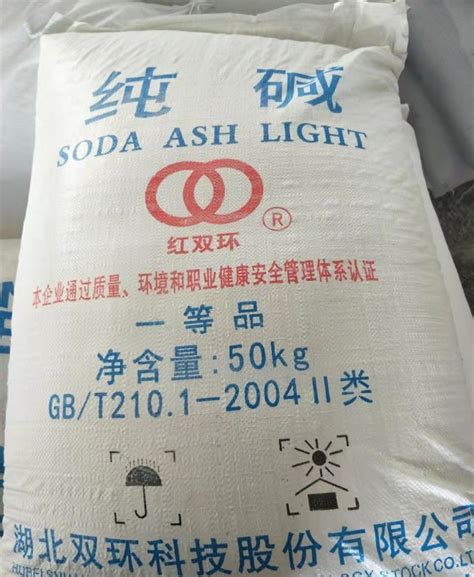 纯碱
SODA ASH LIGHT
®
红双环
本企业通过质量、环境和职业健康安全管理体系认证
一等品
净含量:50kg
GB/T210.1—2004 II类
湖北双环科技股份有限公司